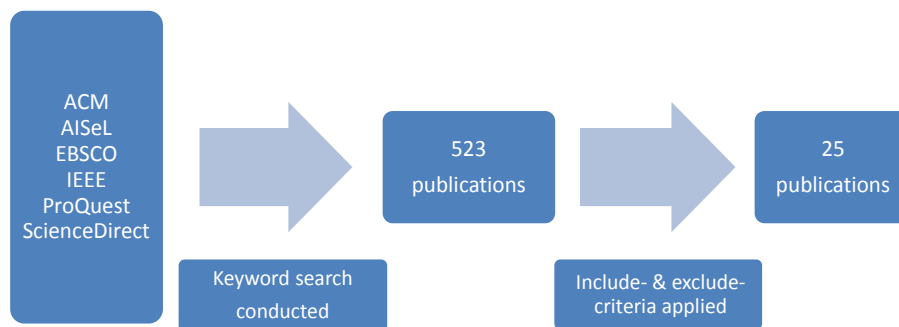 ACM
AISeL
EBSCO
IEEE
ProQuest
ScienceDirect
Keyword search
conducted
523
publications
Include- & exclude-
criteria applied
25
publications